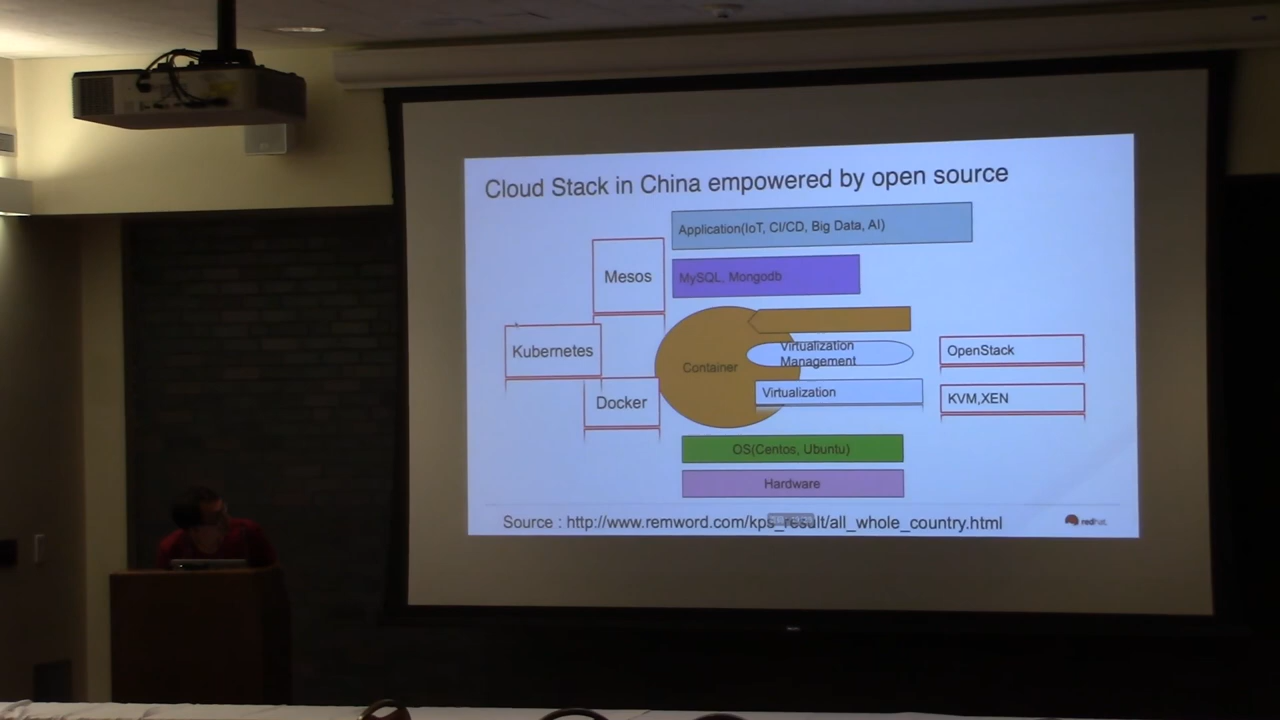 Cloud Stack in China empowered by open source
Application(IoT, CI/CD, Big Data, AI)
Mesos
MySQL, Mongodb
Kubernetes
Container
Virtualization
Management
OpenStack
Docker
Virtualization
KVM,XEN
OS(Centos, Ubuntu)
Hardware
Source : http://www.remword.com/kps_result/all_whole_country.html
redhat.